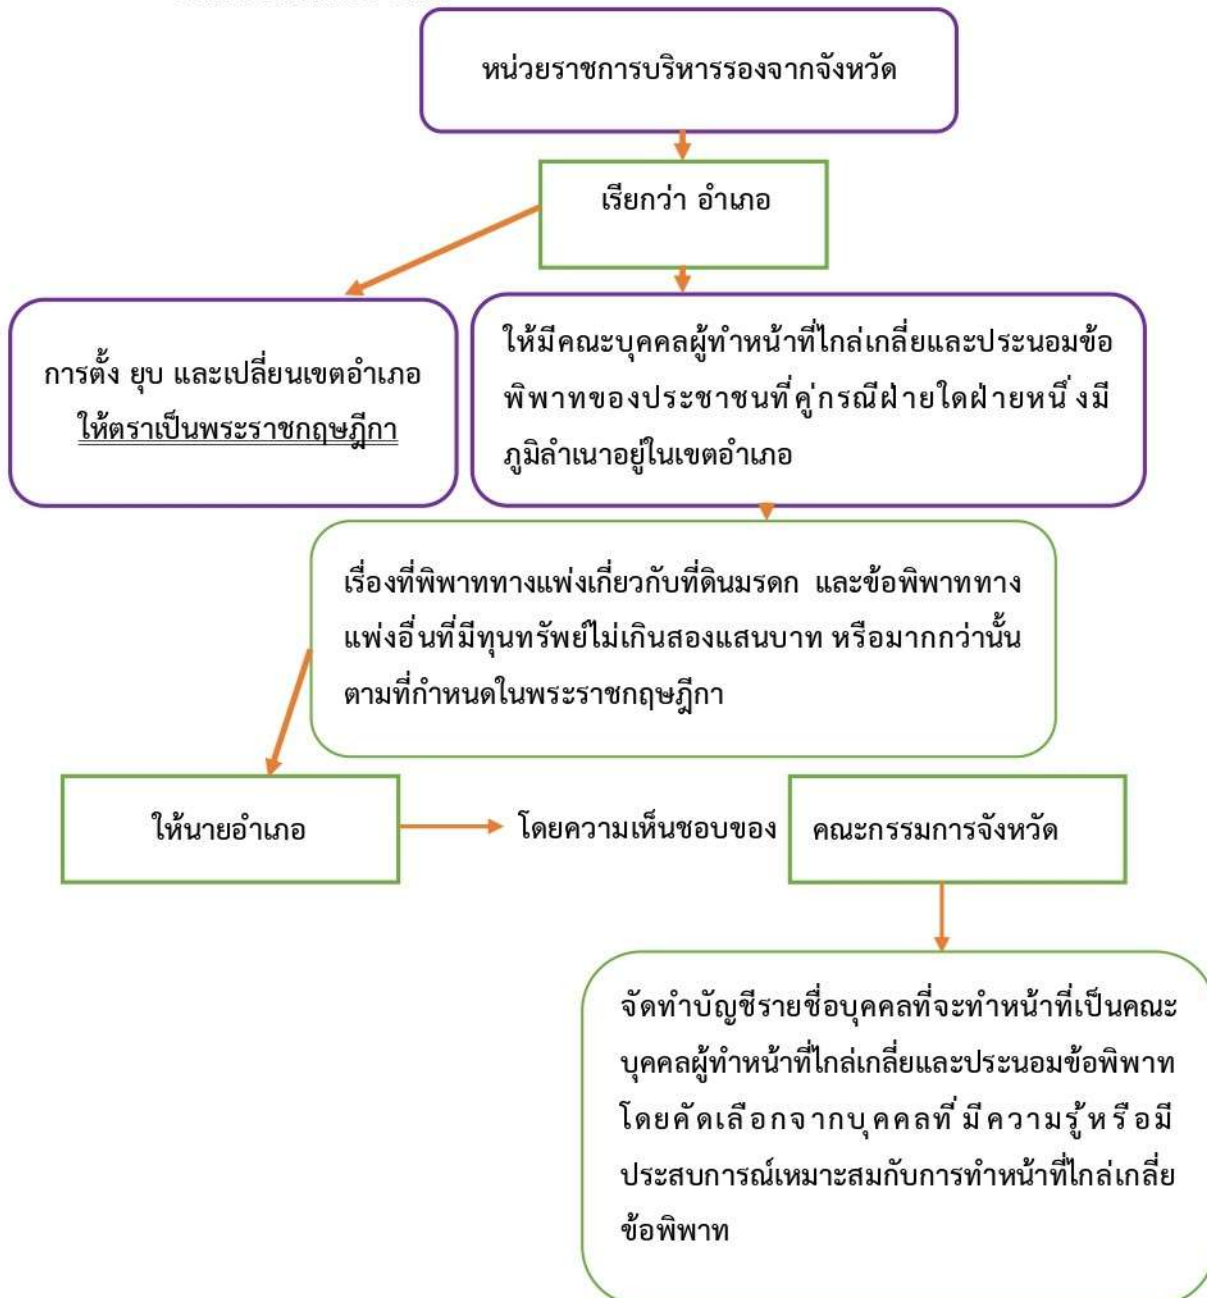 หน่วยราชการบริหารรองจากจังหวัด
เรียกว่า อำเภอ
การตั้ง ยุบ และเปลี่ยนเขตอำเภอ
ให้ตราเป็นพระราชกฤษฎีกา
ให้มีคณะบุคคลผู้ทำหน้าที่ไกล่เกลี่ยและประนอมข้อ
พิพาทของประชาชนที่คู่กรณีฝ่ายใดฝ่ายหนึ่งมี
ภูมิลำเนาอยู่ในเขตอำเภอ
เรื่องที่พิพาททางแพ่งเกี่ยวกับที่ดินมรดก และข้อพิพาททาง
แพ่งอื่นที่มีทุนทรัพย์ไม่เกินสองแสนบาท หรือมากกว่านั้น
ตามที่กำหนดในพระราชกฤษฎีกา
ให้นายอำเภอ
โดยความเห็นชอบของ
คณะกรรมการจังหวัด
จัดทำบัญชีรายชื่อบุคคลที่จะทำหน้าที่เป็นคณะ
บุคคลผู้ทำหน้าที่ไกล่เกลี่ยและประนอมข้อพิพาท
โดยคัดเลือกจากบุคคลที่มีความรู้หรือมี
ประสบการณ์เหมาะสมกับการทำหน้าที่ไกล่เกลี่ย
ข้อพิพาท